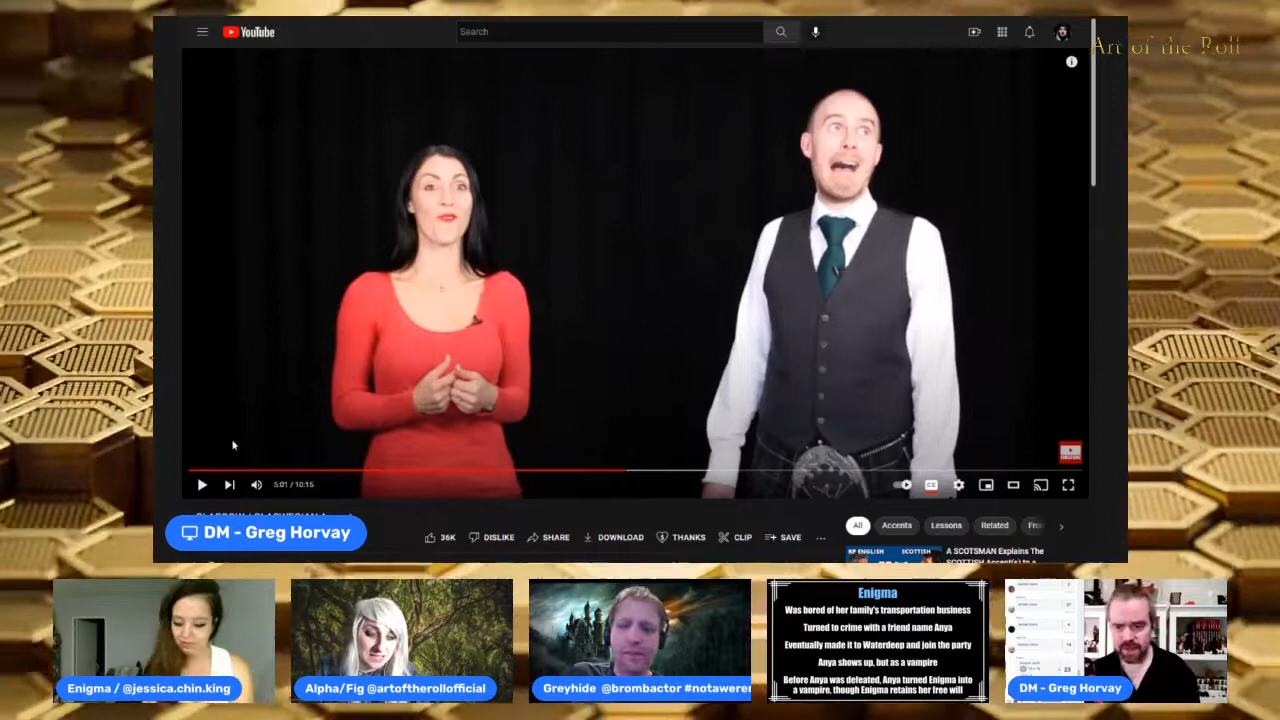 YouTube
Search
Art of the Roll
5:01 / 10:15
CC
DM - Greg Horvay
36K
DISLIKE
SHARE
DOWNLOAD
THANKS
CLIP
SAVE
All
Accents
Lessons
Related
RP ENGLISH
SCOTTISH
A SCOTSMAN Explains The
SCOTTISH Accent(s) to a
Enigma / @jessica.chin.king
Alpha/Fig @artoftherollofficial
Greyhide @brombactor #notawerer
Enigma
Was bored of her family's transportation business
Turned to crime with a friend name Anya
Eventually made it to Waterdeep and join the party
Anya shows up, but as a vampire
Before Anya was defeated, Anya turned Enigma into
a vampire, though Enigma retains her free will
23
DM - Greg Horvay